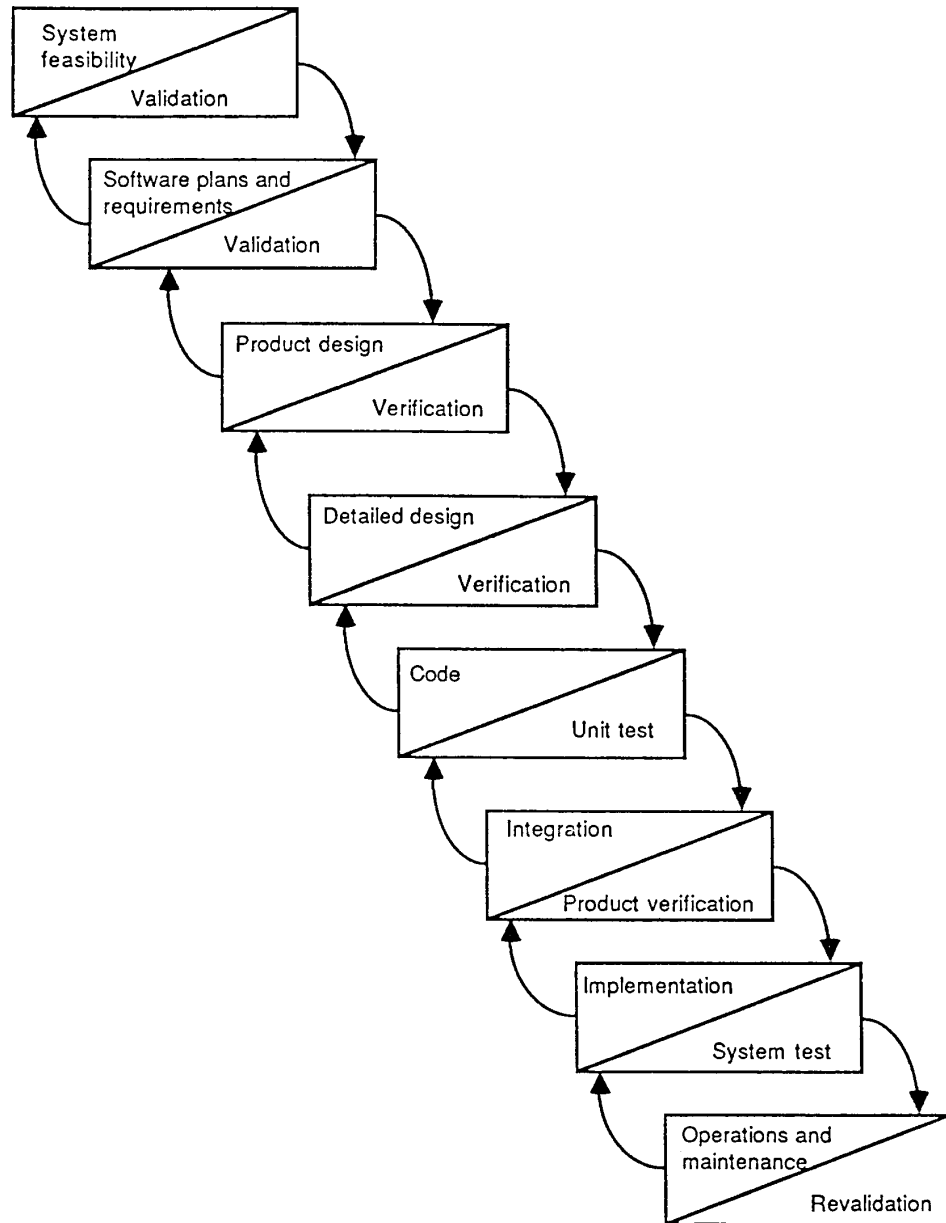 System
feasibility
Validation
Software plans and
requirements
Validation
Product design
Verification
Detailed design
Verification
Code
Unit test
Integration
Product verification
Implementation
System test
Operations and
maintenance
Revalidation